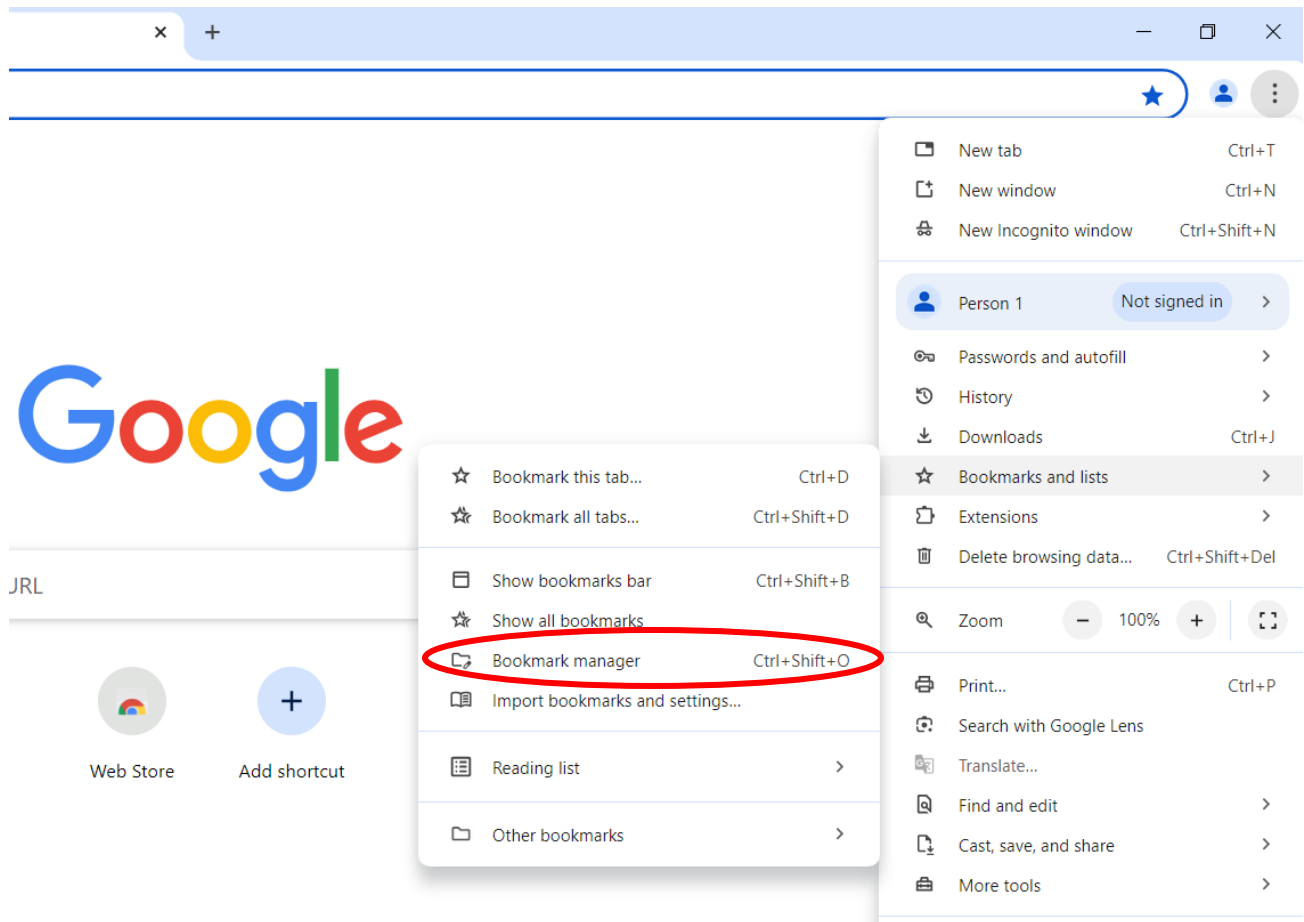 New tab Ctrl+T
New window Ctrl+N
New Incognito window Ctrl+Shift+N
Person 1 Not signed in
Passwords and autofill
History
Downloads Ctrl+J
Bookmarks and lists
Extensions
Delete browsing data... Ctrl+Shift+Del
Zoom 100%
Print... Ctrl+P
Search with Google Lens
Translate...
Find and edit
Cast, save, and share
More tools
Google
Bookmark this tab... Ctrl+D
Bookmark all tabs... Ctrl+Shift+D
Show bookmarks bar Ctrl+Shift+B
Show all bookmarks
Bookmark manager Ctrl+Shift+O
Import bookmarks and settings...
Reading list
Other bookmarks
URL
Web Store Add shortcut